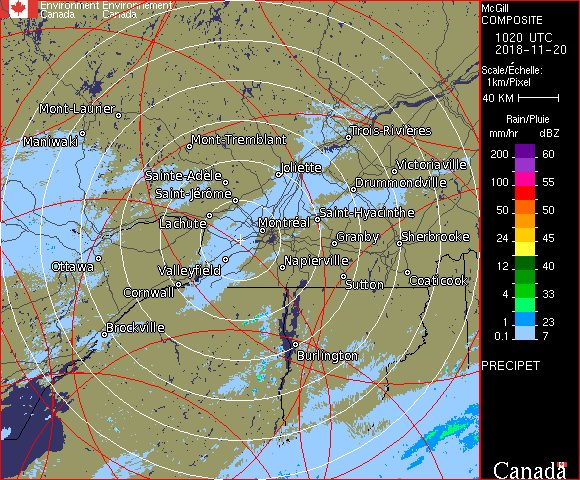 Environment Environnement
Canada Canada
McGill
COMPOSITE
1020 UTC
2018-11-20
Scale/Échelle:
1km/Pixel
40 KM
Rain/Pluie
mm/hr dBZ
200 60
100 55
50 50
24 45
12 40
4 33
1 23
0.1 7
PRECIPET
Canada
Mont-Laurier
Maniwaki
Mont-Tremblant
Trois-Rivières
Sainte-Adèle
Joliette
Victoriaville
Saint-Jérôme
Drummondville
Lachute
Montréal
Saint-Hyacinthe
Granby
Sherbrooke
Ottawa
Valleyfield
Napierville
Cornwall
Sutton
Coaticook
Brockville
Burlington